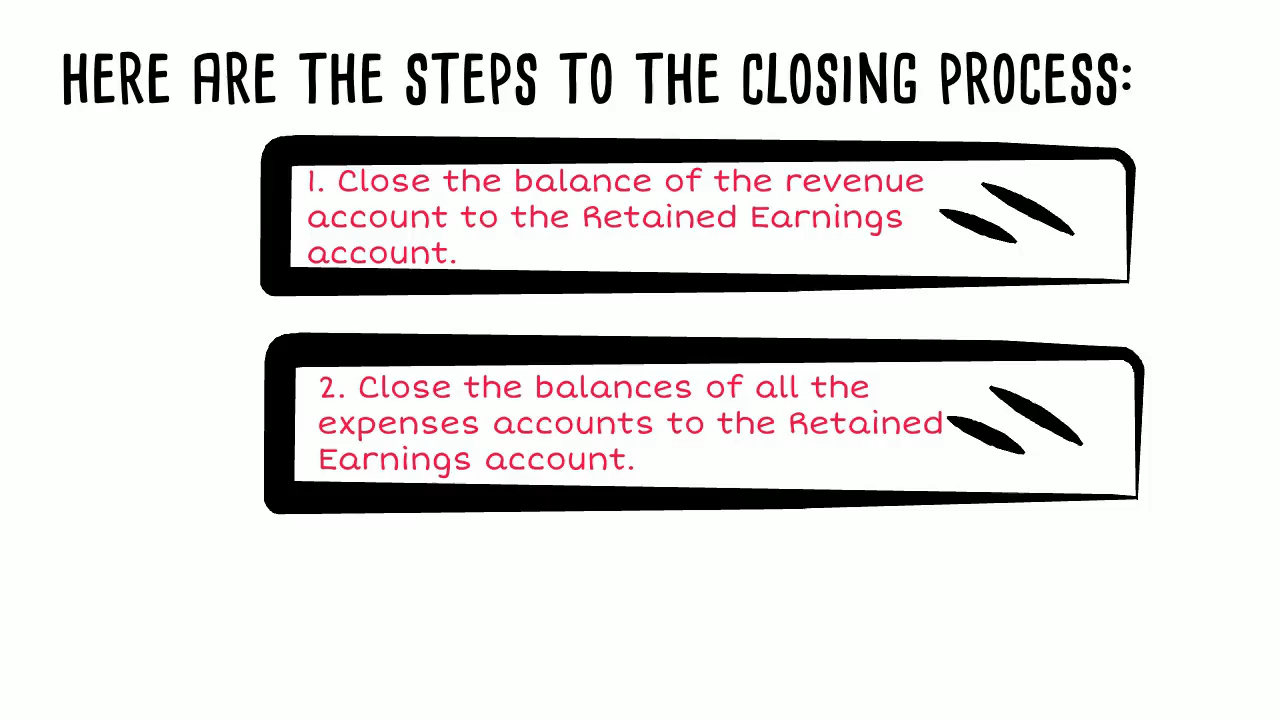 HERE ARE THE STEPS TO THE CLOSING PROCESS:
1. Close the balance of the revenue
account to the Retained Earnings
account.
2. Close the balances of all the
expenses accounts to the Retained
Earnings account.